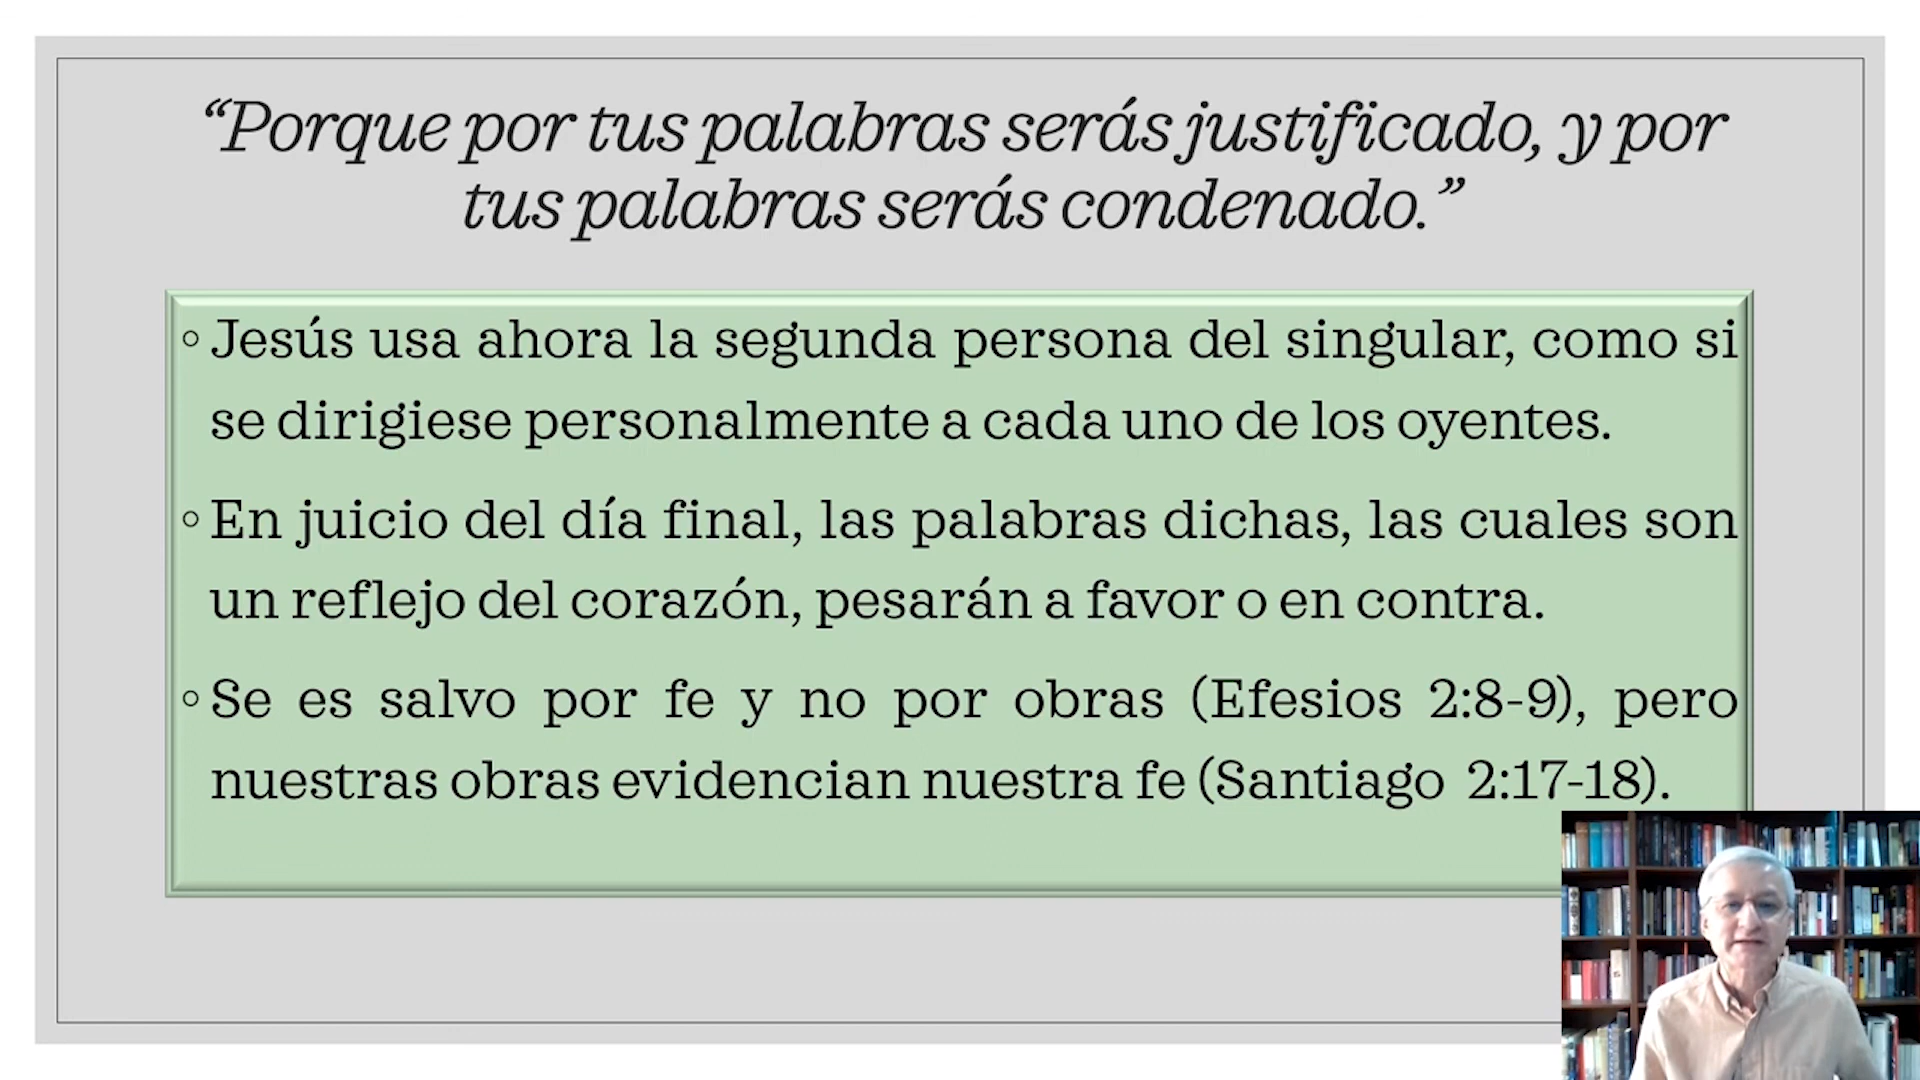 “Porque por tus palabras serás justificado, y por
tus palabras serás condenado.”
◦ Jesús usa ahora la segunda persona del singular, como si
se dirigiese personalmente a cada uno de los oyentes.
◦ En juicio del día final, las palabras dichas, las cuales son
un reflejo del corazón, pesarán a favor o en contra.
◦ Se es salvo por fe y no por obras (Efesios 2:8-9), pero
nuestras obras evidencian nuestra fe (Santiago 2:17-18).